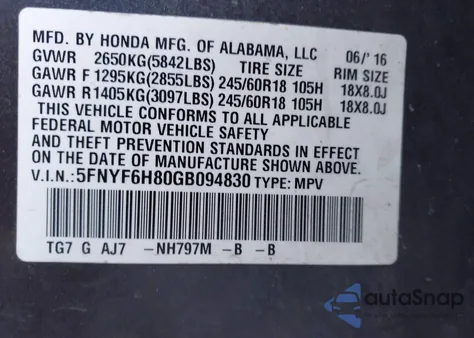 MFD. BY HONDA MFG. OF ALABAMA, LLC 06/'16
GVWR 2650KG(5842LBS) TIRE SIZE RIM SIZE
GAWR F 1295KG(2855LBS) 245/60R18 105H 18X8.0J
GAWR R1405KG(3097LBS) 245/60R18 105H 18X8.0J
THIS VEHICLE CONFORMS TO ALL APPLICABLE
FEDERAL MOTOR VEHICLE SAFETY
AND THEFT PREVENTION STANDARDS IN EFFECT
ON THE DATE OF MANUFACTURE SHOWN ABOVE.
V.I.N.:5FNYF6H80GB094830 TYPE: MPV
TG7 G AJ7 -NH797M -B -B
autoSnap